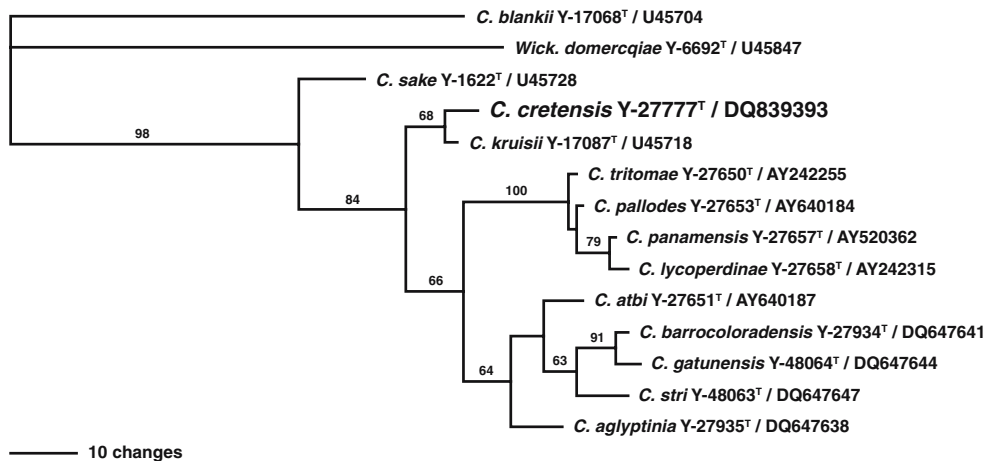 C. blankii Y-17068ᵀ / U45704
Wick. domercqiae Y-6692ᵀ / U45847
C. sake Y-1622ᵀ / U45728
68
C. cretensis Y-27777ᵀ / DQ839393
98
C. kruisii Y-17087ᵀ / U45718
C. tritomae Y-27650ᵀ / AY242255
100
84
C. pallodes Y-27653ᵀ / AY640184
79
C. panamensis Y-27657ᵀ / AY520362
C. lycoperdinae Y-27658ᵀ / AY242315
66
C. atbi Y-27651ᵀ / AY640187
91
C. barrocoloradensis Y-27934ᵀ / DQ647641
63
C. gatunensis Y-48064ᵀ / DQ647644
64
C. stri Y-48063ᵀ / DQ647647
C. aglyptinia Y-27935ᵀ / DQ647638
10 changes